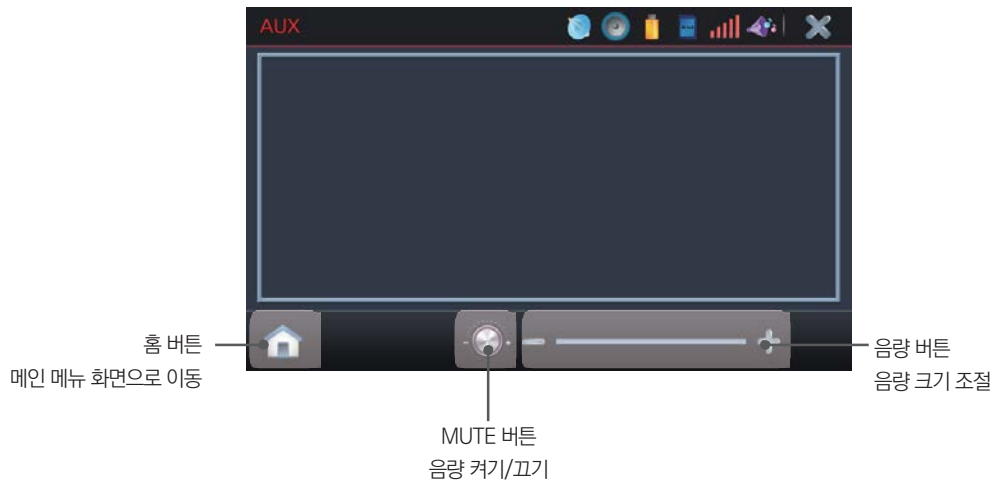 AUX
홈 버튼
메인 메뉴 화면으로 이동
음량 버튼
음량 크기 조절
MUTE 버튼
음량 켜기/끄기